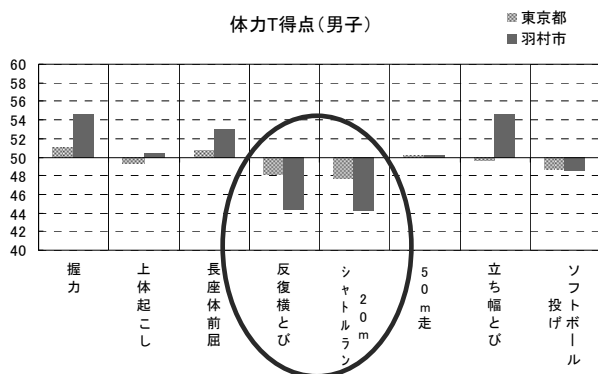 体力T得点(男子)
東京都
羽村市
60
58
56
54
52
50
48
46
44
42
40
握力
上体起こし
長座体前屈
反復横とび
20m
シャトルラン
50m走
立ち幅とび
ソフトボール
投げ